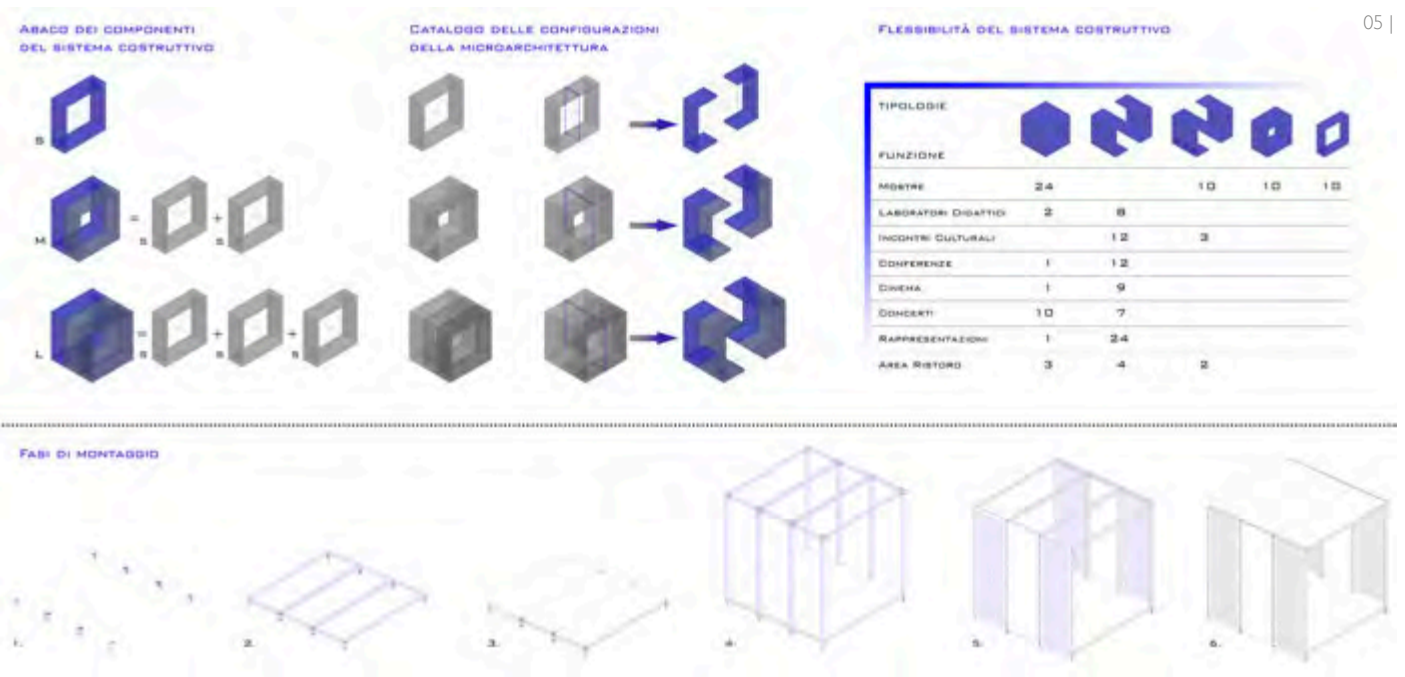 05 |
ABACO DEI COMPONENTI
DEL SISTEMA COSTRUTTIVO
S
M = S + S
L = S + S + S
CATALOGO DELLE CONFIGURAZIONI
DELLA MICROARCHITETTURA
FLESSIBILITÀ DEL SISTEMA COSTRUTTIVO
TIPOLOGIE
FUNZIONE
MOSTRE 24 10 10 10
LABORATORI DIDATTICI 2 8
INCONTRI CULTURALI 12 3
CONFERENZE 1 12
CINEMA 1 9
CONCERTI 10 7
RAPPRESENTAZIONI 1 24
AREA RISTORO 3 4 2
FASI DI MONTAGGIO
1. 2. 3. 4. 5. 6.